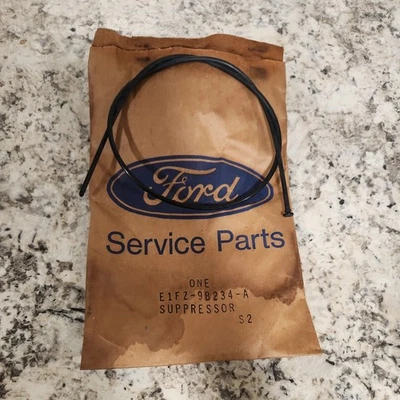 Ford
Service Parts
ONE
E1FZ-9B234-A
SUPPRESSOR
S2